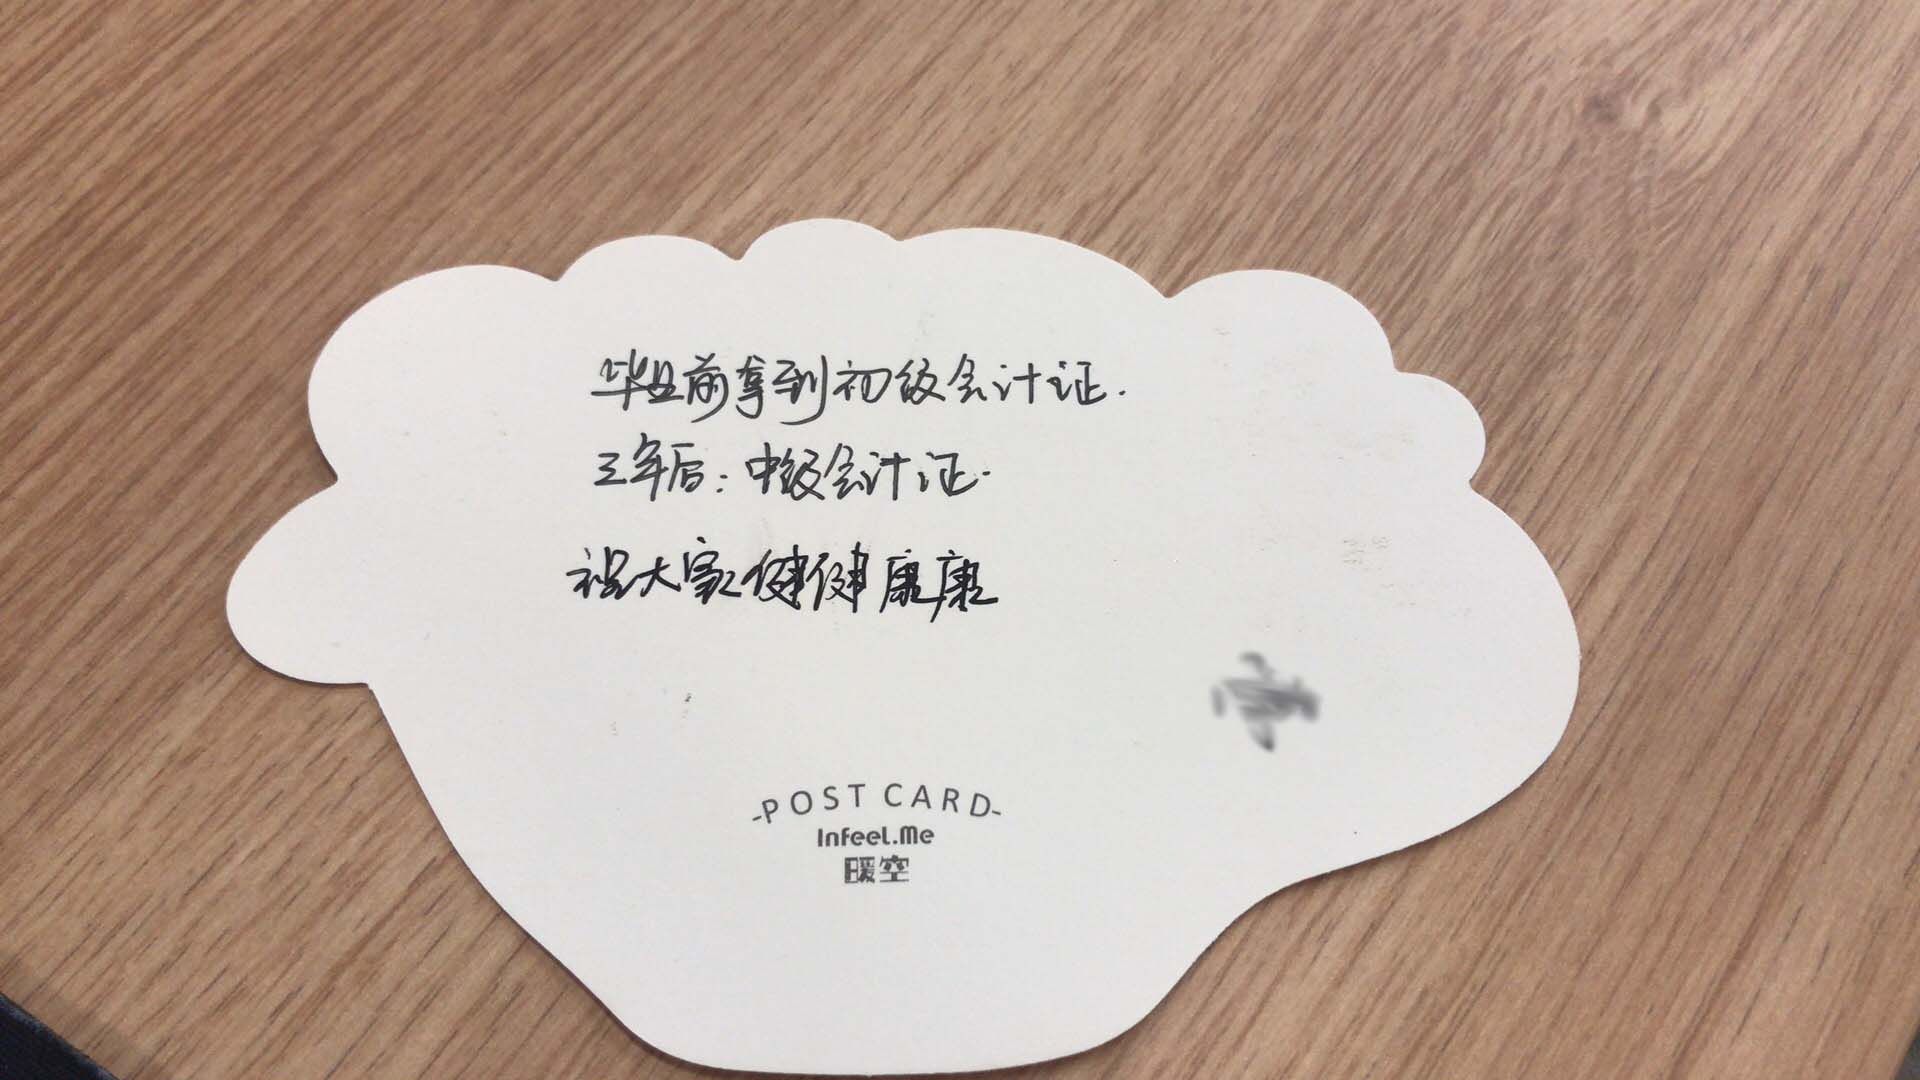 毕业前拿到初级会计证.
三年后:中级会计证.
祝大家健健康康
-POST CARD-
Infeel.Me
暖空